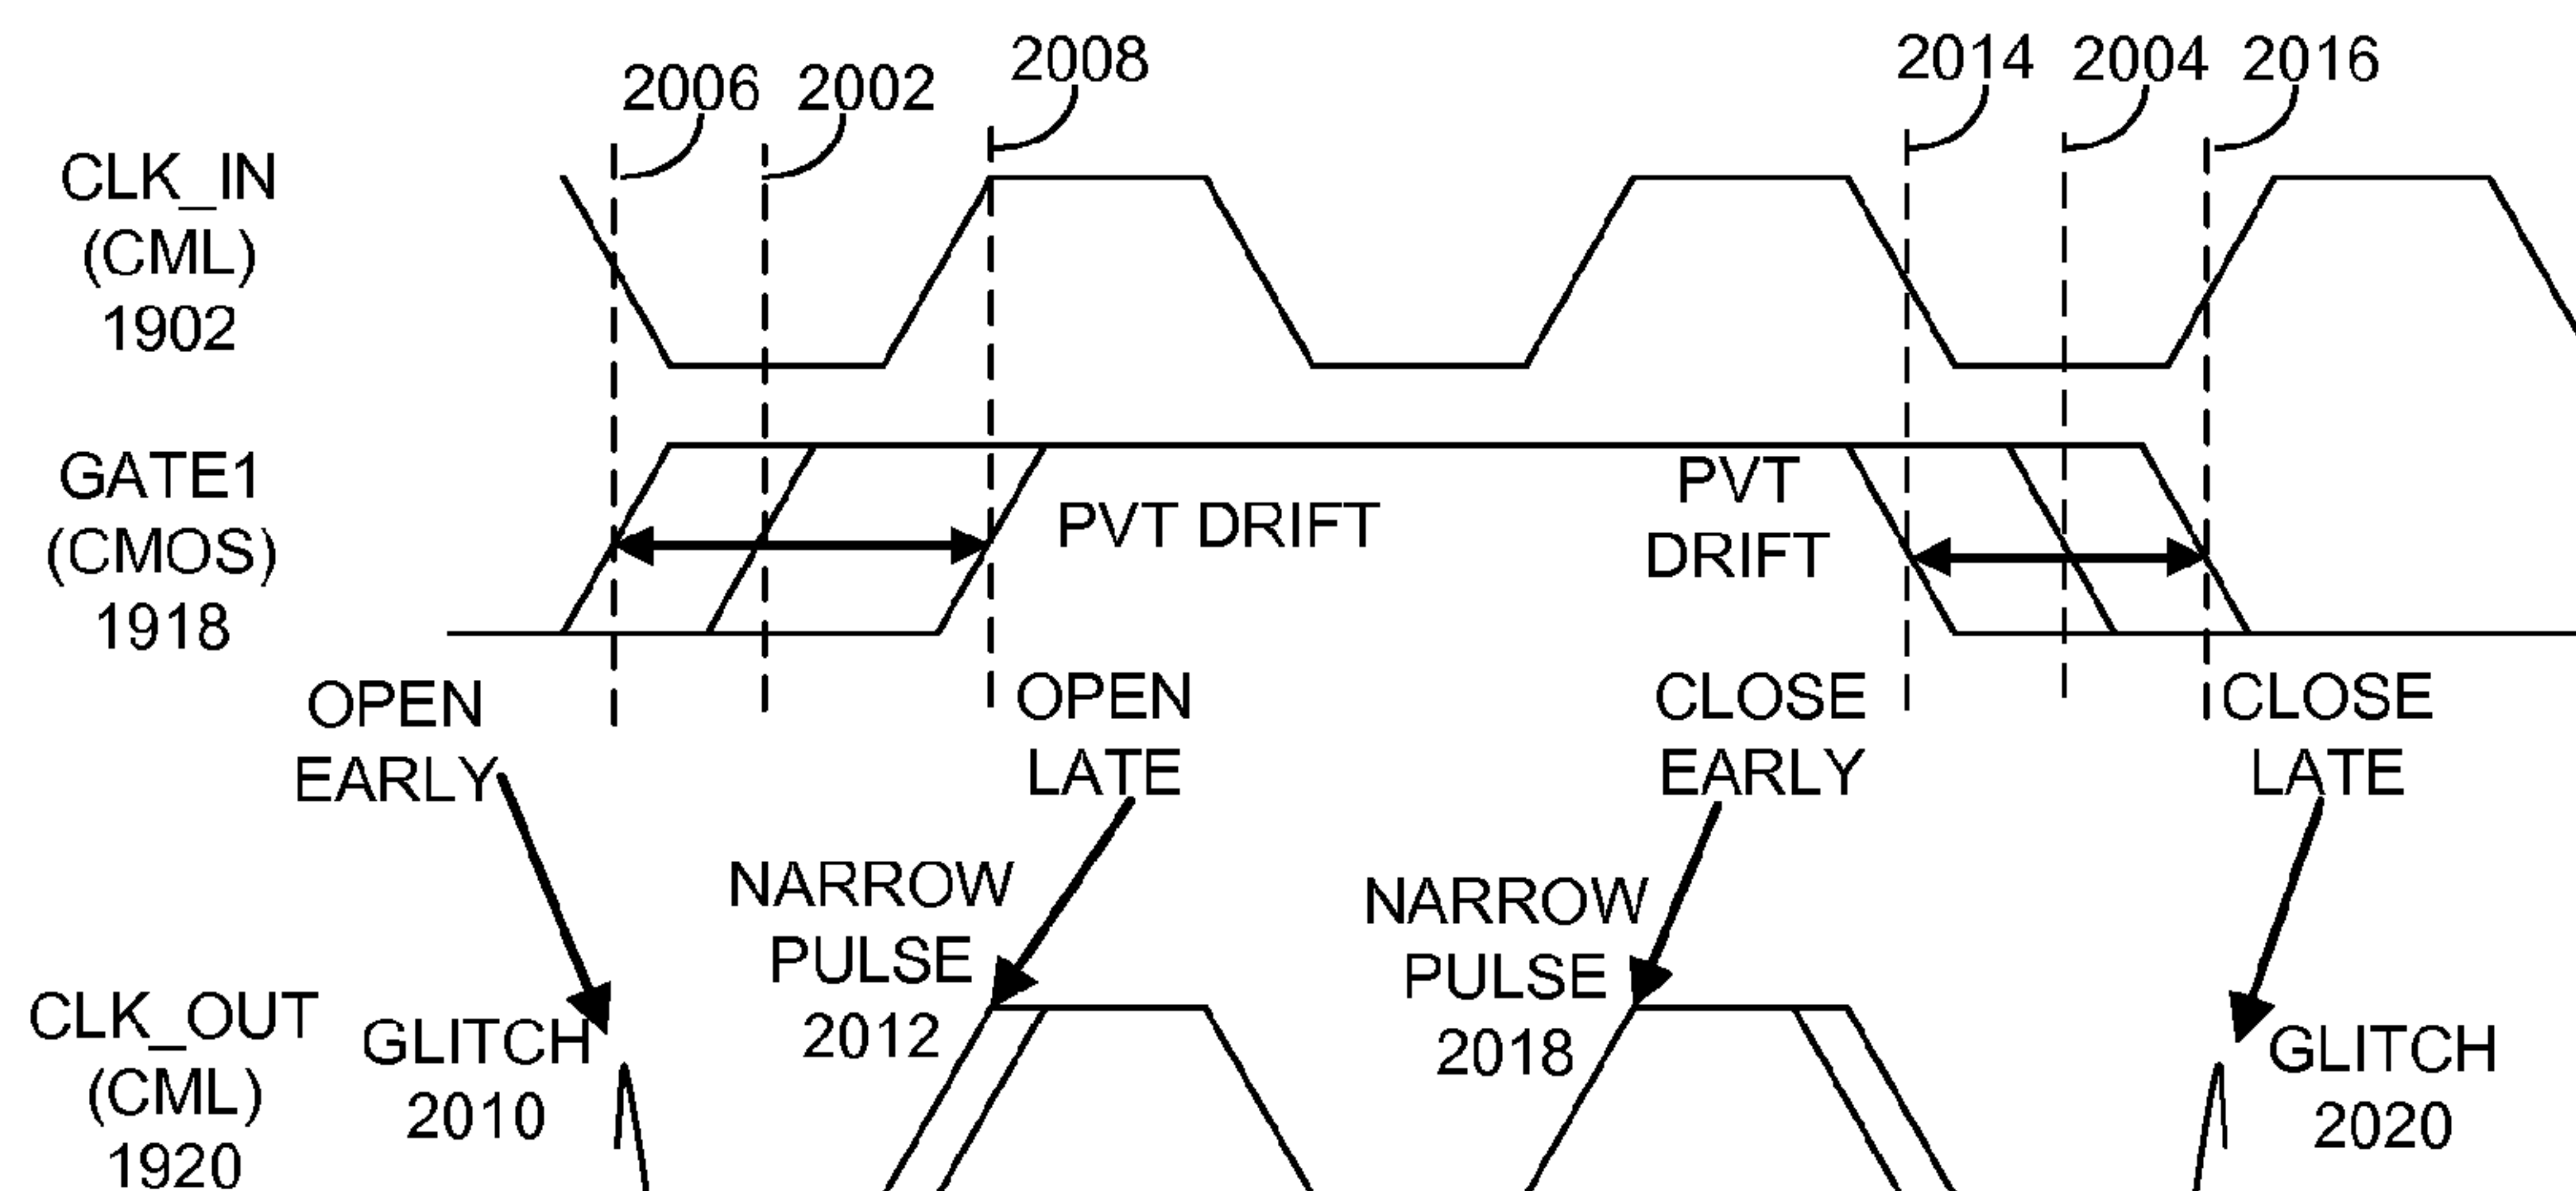 2006
2002
2008
2014
2004
2016
CLK_IN
(CML)
1902
GATE1
(CMOS)
1918
PVT DRIFT
PVT
DRIFT
OPEN
EARLY
OPEN
LATE
CLOSE
EARLY
CLOSE
LATE
CLK_OUT
(CML)
1920
GLITCH
2010
NARROW
PULSE
2012
NARROW
PULSE
2018
GLITCH
2020